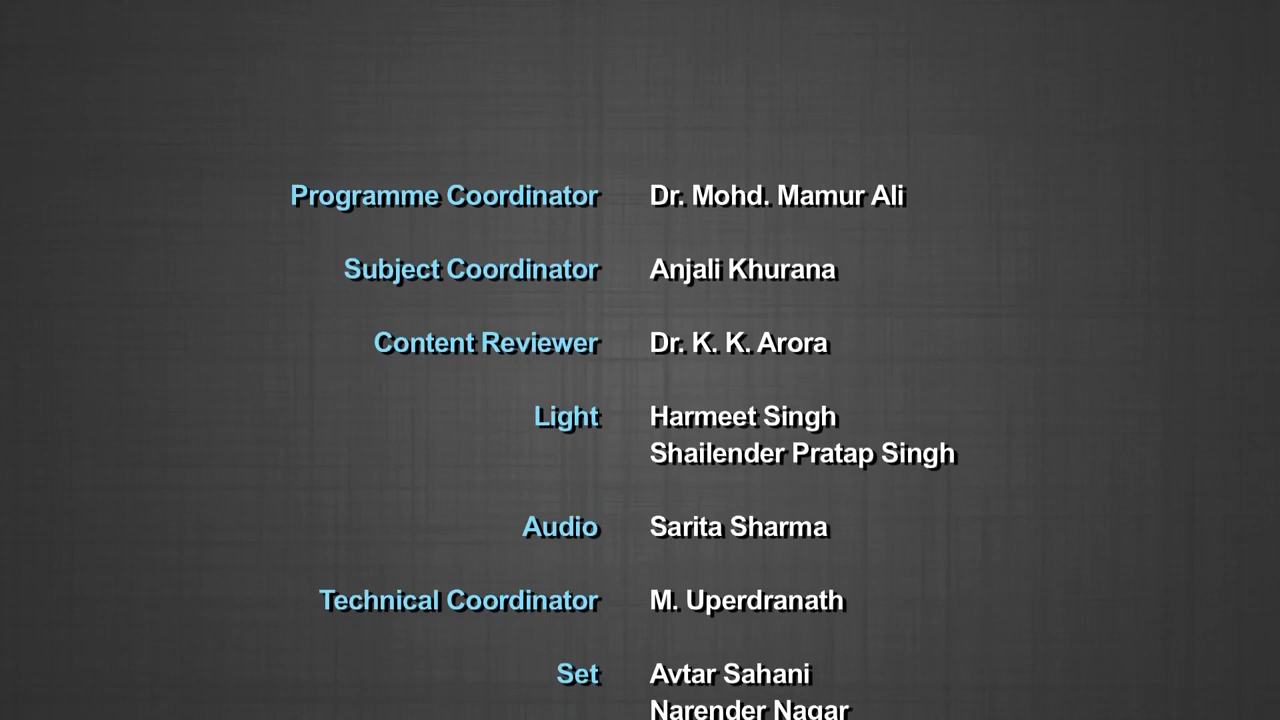 Programme Coordinator Dr. Mohd. Mamur Ali
Subject Coordinator Anjali Khurana
Content Reviewer Dr. K. K. Arora
Light Harmeet Singh
Shailender Pratap Singh
Audio Sarita Sharma
Technical Coordinator M. Uperdranath
Set Avtar Sahani
Narender Nagar